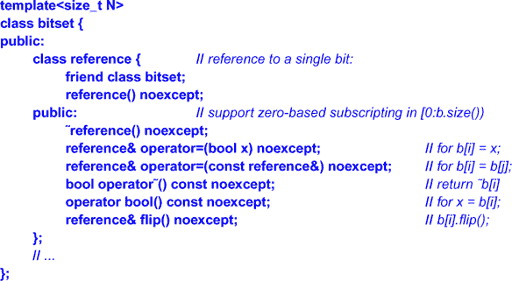 template<size_t N>
class bitset {
public:
class reference { // reference to a single bit:
friend class bitset;
reference() noexcept;
public: // support zero-based subscripting in [0:b.size())
˜reference() noexcept;
reference& operator=(bool x) noexcept; // for b[i] = x;
reference& operator=(const reference&) noexcept; // for b[i] = b[j];
bool operator˜() const noexcept; // return ˜b[i]
operator bool() const noexcept; // for x = b[i];
reference& flip() noexcept; // b[i].flip();
};
// ...
};